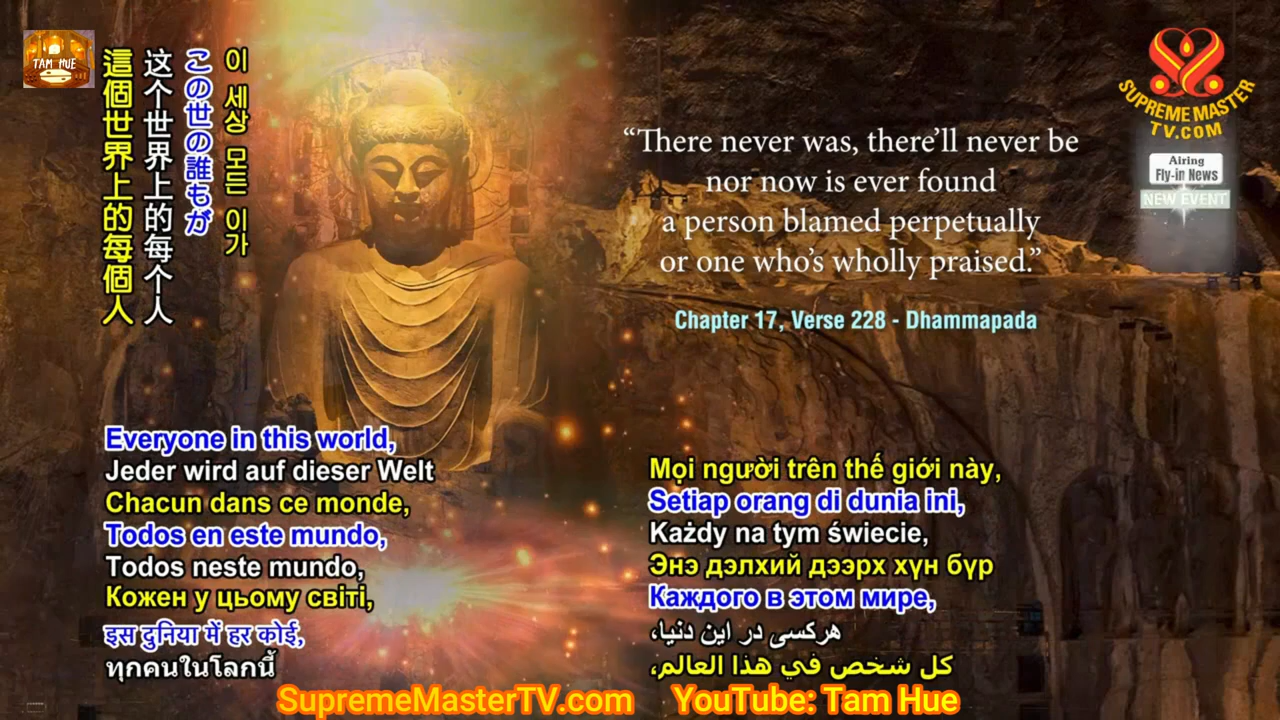 TAM HUE
이 세상 모든 이가
この世の誰もが
这个世界上的每个人
這個世界上的每個人
“There never was, there’ll never be
nor now is ever found
a person blamed perpetually
or one who’s wholly praised.”
Chapter 17, Verse 228 - Dhammapada
SUPREME MASTER
TV.COM
Airing
Fly-in News
NEW EVENT
Everyone in this world,
Jeder wird auf dieser Welt
Chacun dans ce monde,
Todos en este mundo,
Todos neste mundo,
Кожен у цьому світі,
इस दुनिया में हर कोई,
ทุกคนในโลกนี้
Mọi người trên thế giới này,
Setiap orang di dunia ini,
Każdy na tym świecie,
Энэ дэлхий дээрх хүн бүр
Каждого в этом мире,
هرکسی در این دنیا،
كل شخص في هذا العالم،
SupremeMasterTV.com YouTube: Tam Hue